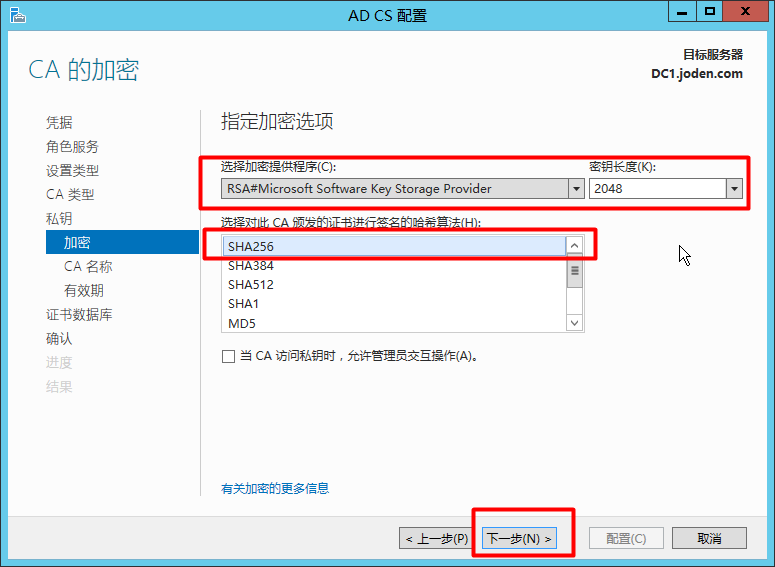 AD CS 配置
CA 的加密
目标服务器
DC1.joden.com
凭据
角色服务
设置类型
CA 类型
私钥
加密
CA 名称
有效期
证书数据库
确认
进度
结果
指定加密选项
选择加密提供程序(C):
密钥长度(K):
RSA#Microsoft Software Key Storage Provider
2048
选择对此 CA 颁发的证书进行签名的哈希算法(H):
SHA256
SHA384
SHA512
SHA1
MD5
当 CA 访问私钥时，允许管理员交互操作(A)。
有关加密的更多信息
< 上一步(P)
下一步(N) >
配置(C)
取消